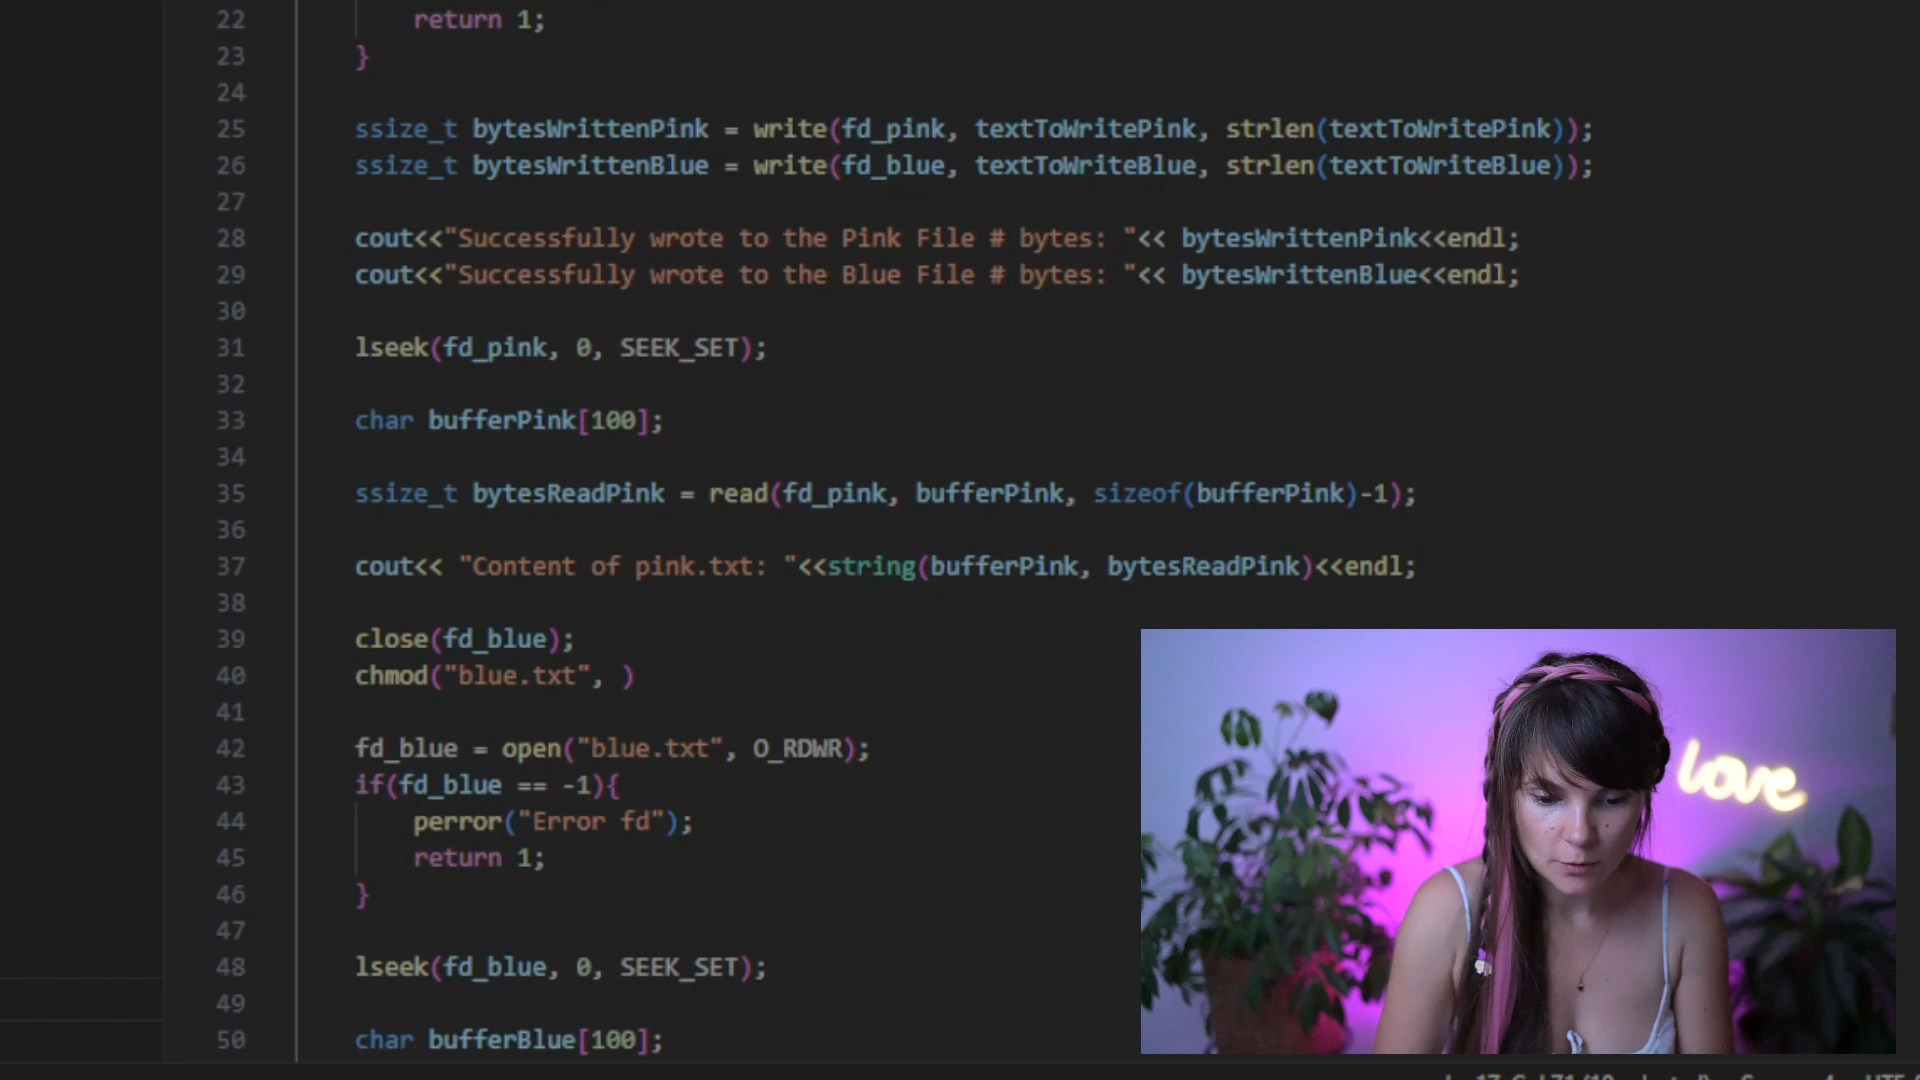 22 return 1;
23 }
24
25 ssize_t bytesWrittenPink = write(fd_pink, textToWritePink, strlen(textToWritePink));
26 ssize_t bytesWrittenBlue = write(fd_blue, textToWriteBlue, strlen(textToWriteBlue));
27
28 cout<<"Successfully wrote to the Pink File # bytes: "<< bytesWrittenPink<<endl;
29 cout<<"Successfully wrote to the Blue File # bytes: "<< bytesWrittenBlue<<endl;
30
31 lseek(fd_pink, 0, SEEK_SET);
32
33 char bufferPink[100];
34
35 ssize_t bytesReadPink = read(fd_pink, bufferPink, sizeof(bufferPink)-1);
36
37 cout<< "Content of pink.txt: "<<string(bufferPink, bytesReadPink)<<endl;
38
39 close(fd_blue);
40 chmod("blue.txt", )
41
42 fd_blue = open("blue.txt", O_RDWR);
43 if(fd_blue == -1){
44 perror("Error fd");
45 return 1;
46 }
47
48 lseek(fd_blue, 0, SEEK_SET);
49
50 char bufferBlue[100];
love